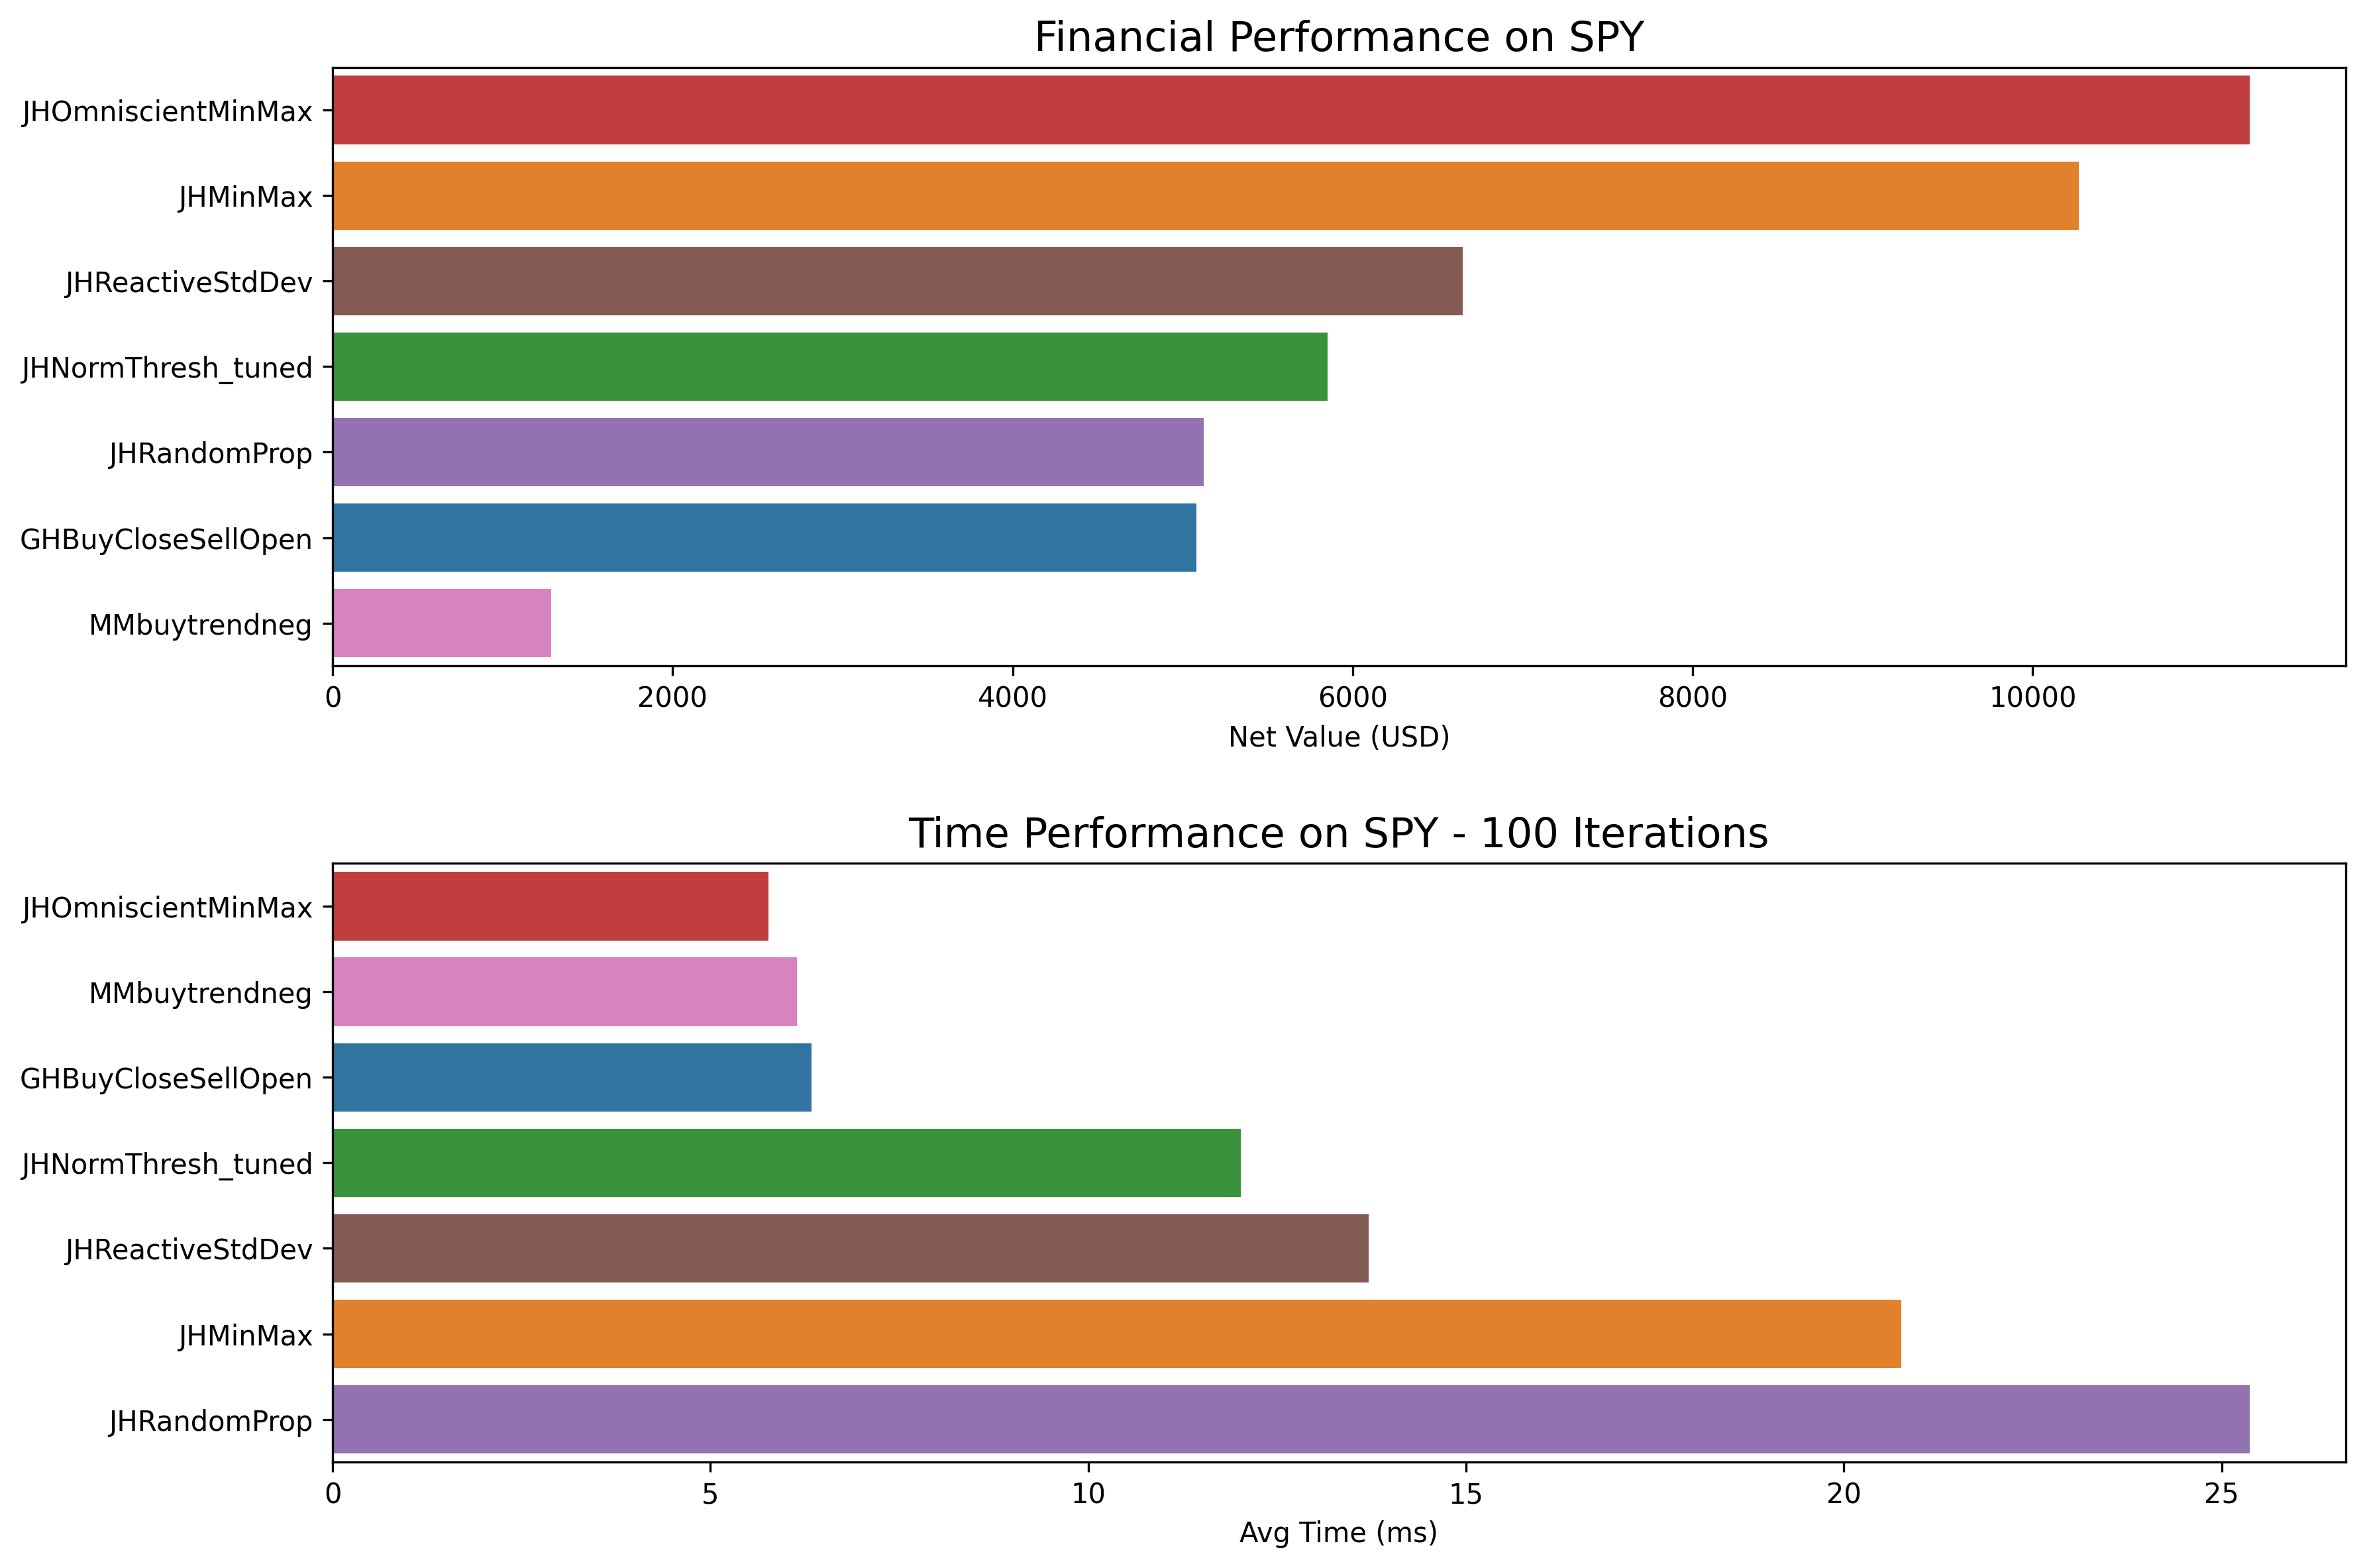 Financial Performance on SPY
JHOmniscientMinMax
JHMinMax
JHReactiveStdDev
JHNormThresh_tuned
JHRandomProp
GHBuyCloseSellOpen
MMbuytrendneg
0 2000 4000 6000 8000 10000
Net Value (USD)
Time Performance on SPY - 100 Iterations
JHOmniscientMinMax
MMbuytrendneg
GHBuyCloseSellOpen
JHNormThresh_tuned
JHReactiveStdDev
JHMinMax
JHRandomProp
0 5 10 15 20 25
Avg Time (ms)